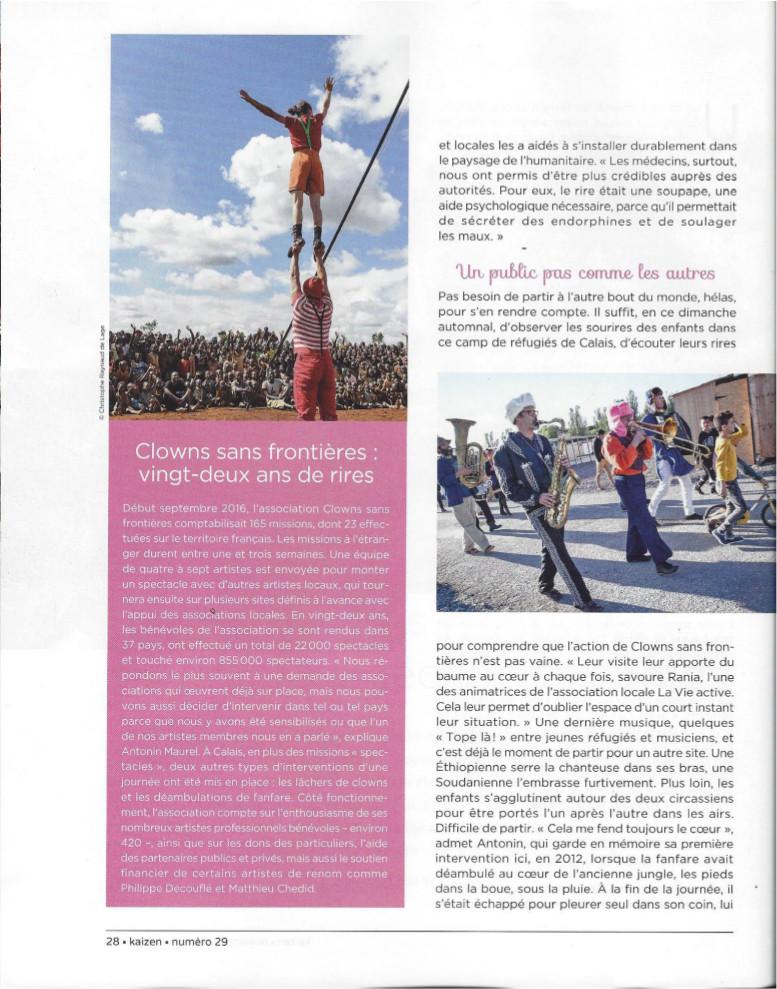 © Christophe Raynaud de Lage
Clowns sans frontières :
vingt-deux ans de rires
Début septembre 2016, l'association Clowns sans
frontières comptabilisait 165 missions, dont 23 effec-
tuées sur le territoire français. Les missions à l'étran-
ger durent entre une et trois semaines. Une équipe
de quatre à sept artistes est envoyée pour monter
un spectacle avec d'autres artistes locaux, qui tour-
nera ensuite sur plusieurs sites définis à l'avance avec
l'appui des associations locales. En vingt-deux ans,
les bénévoles de l'association se sont rendus dans
37 pays, ont effectué un total de 22 000 spectacles
et touché environ 855 000 spectateurs. « Nous ré-
pondons le plus souvent à une demande des asso-
ciations qui œuvrent déjà sur place, mais nous pou-
vons aussi décider d'intervenir dans tel ou tel pays
parce que nous y avons été sensibilisés ou que l'un
de nos artistes membres nous en a parlé », explique
Antonin Maurel. À Calais, en plus des missions « spec-
tacles », deux autres types d'interventions d'une
journée ont été mis en place : les lâchers de clowns
et les déambulations de fanfare. Côté fonctionne-
ment, l'association compte sur l'enthousiasme de ses
nombreux artistes professionnels bénévoles – environ
420 –, ainsi que sur les dons des particuliers, l'aide
des partenaires publics et privés, mais aussi le soutien
financier de certains artistes de renom comme
Philippe Decouflé et Matthieu Chedid.
et locales les a aidés à s'installer durablement dans
le paysage de l'humanitaire. « Les médecins, surtout,
nous ont permis d'être plus crédibles auprès des
autorités. Pour eux, le rire était une soupape, une
aide psychologique nécessaire, parce qu'il permettait
de sécréter des endorphines et de soulager
les maux. »
Un public pas comme les autres
Pas besoin de partir à l'autre bout du monde, hélas,
pour s'en rendre compte. Il suffit, en ce dimanche
automnal, d'observer les sourires des enfants dans
ce camp de réfugiés de Calais, d'écouter leurs rires
pour comprendre que l'action de Clowns sans fron-
tières n'est pas vaine. « Leur visite leur apporte du
baume au cœur à chaque fois, savoure Rania, l'une
des animatrices de l'association locale La Vie active.
Cela leur permet d'oublier l'espace d'un court instant
leur situation. » Une dernière musique, quelques
« Tope là ! » entre jeunes réfugiés et musiciens, et
c'est déjà le moment de partir pour un autre site. Une
Éthiopienne serre la chanteuse dans ses bras, une
Soudanienne l'embrasse furtivement. Plus loin, les
enfants s'agglutinent autour des deux circassiens
pour être portés l'un après l'autre dans les airs.
Difficile de partir. « Cela me fend toujours le cœur »,
admet Antonin, qui garde en mémoire sa première
intervention ici, en 2012, lorsque la fanfare avait
déambulé au cœur de l'ancienne jungle, les pieds
dans la boue, sous la pluie. À la fin de la journée, il
s'était échappé pour pleurer seul dans son coin, lui
28 • kaizen • numéro 29